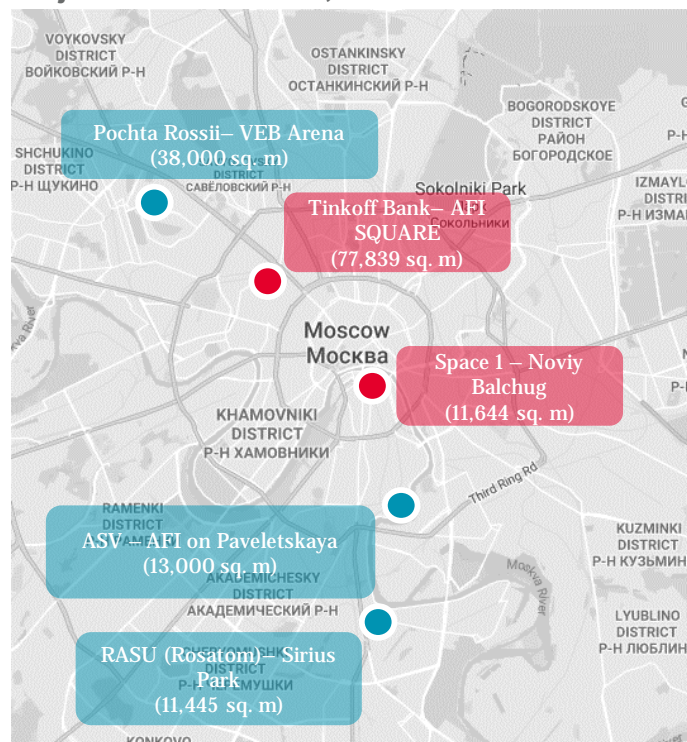 VOYKOVSKY
DISTRICT
ВОЙКОВСКИЙ Р-Н
OSTANKINSKY
DISTRICT
ОСТАНКИНСКИЙ Р-Н
BOGORODSKOYE
DISTRICT
РАЙОН
БОГОРОДСКОЕ
Pochta Rossii– VEB Arena
(38,000 sq. m)
SHCHUKINO
DISTRICT
Р-Н ЩУКИНО
DISTRICT
САВЁЛОВСКИЙ Р-Н
Sokolniki Park
Сокольники
Tinkoff Bank– AFI
SQUARE
(77,839 sq. m)
Moscow
Москва
Space 1 – Noviy
Balchug
(11,644 sq. m)
KHAMOVNIKI
DISTRICT
Р-Н ХАМОВНИКИ
Third Ring Rd
RAMENKI
DISTRICT
ASV – AFI on Paveletskaya
(13,000 sq. m)
KUZMINKI
DISTRICT
Р-Н КУЗЬМИН
Moskva River
AKADEMICHESKY
DISTRICT
АКАДЕМИЧЕСКИЙ Р-Н
LYUBLINO
DISTRICT
Р-Н ЛЮБЛИН
RASU (Rosatom)– Sirius
Park
(11,445 sq. m)
DISTRICT
KONKOVO